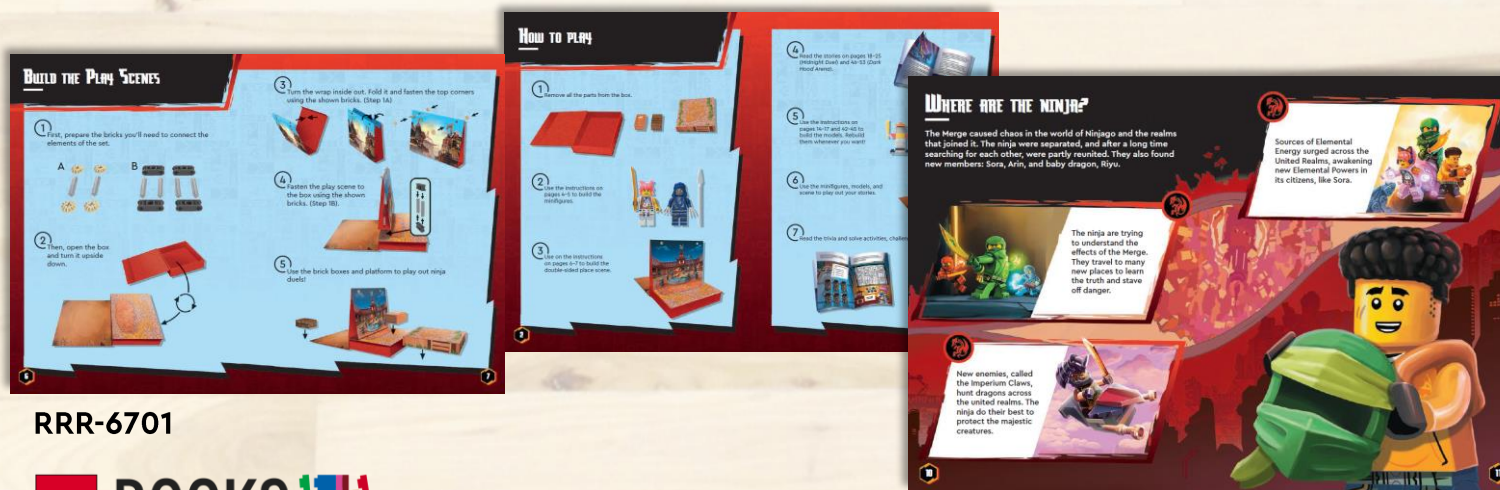 BUILD THE PLAY SCENES
1
First, prepare the bricks you'll need to connect the
elements of the set.
A
B
2
Then, open the box
and turn it upside
down.
3
Turn the wrap inside out. Fold it and fasten the top corners
using the shown bricks. (Step 1A)
4
Fasten the play scene to
the box using the shown
bricks. (Step 1B).
5
Use the brick boxes and platform to play out ninja
duels!
6
7
HOW TO PLAY
1
Remove all the parts from the box.
2
Use the instructions on
pages 4-5 to build the
minifigures.
3
Use on the instructions
on pages 6-7 to build the
double-sided place scene.
4
Read the stories on pages 18-25
(Midnight Duel) and 46-53 (Dark
Hood Arena).
5
Use the instructions on
pages 14-17 and 42-45 to
build the models. Rebuild
them whenever you want!
6
Use the minifigures, models, and
scene to play out your stories.
7
Read the trivia and solve activities,
2
WHERE ARE THE NINJA?
The Merge caused chaos in the world of Ninjago and the realms
that joined it. The ninja were separated, and after a long time
searching for each other, were partly reunited. They also found
new members: Sora, Arin, and baby dragon, Riyu.
Sources of Elemental
Energy surged across the
United Realms, awakening
new Elemental Powers in
its citizens, like Sora.
The ninja are trying
to understand the
effects of the Merge.
They travel to many
new places to learn
the truth and stave
off danger.
New enemies, called
the Imperium Claws,
hunt dragons across
the united realms. The
ninja do their best to
protect the majestic
creatures.
10
11
RRR-6701
BOOKS